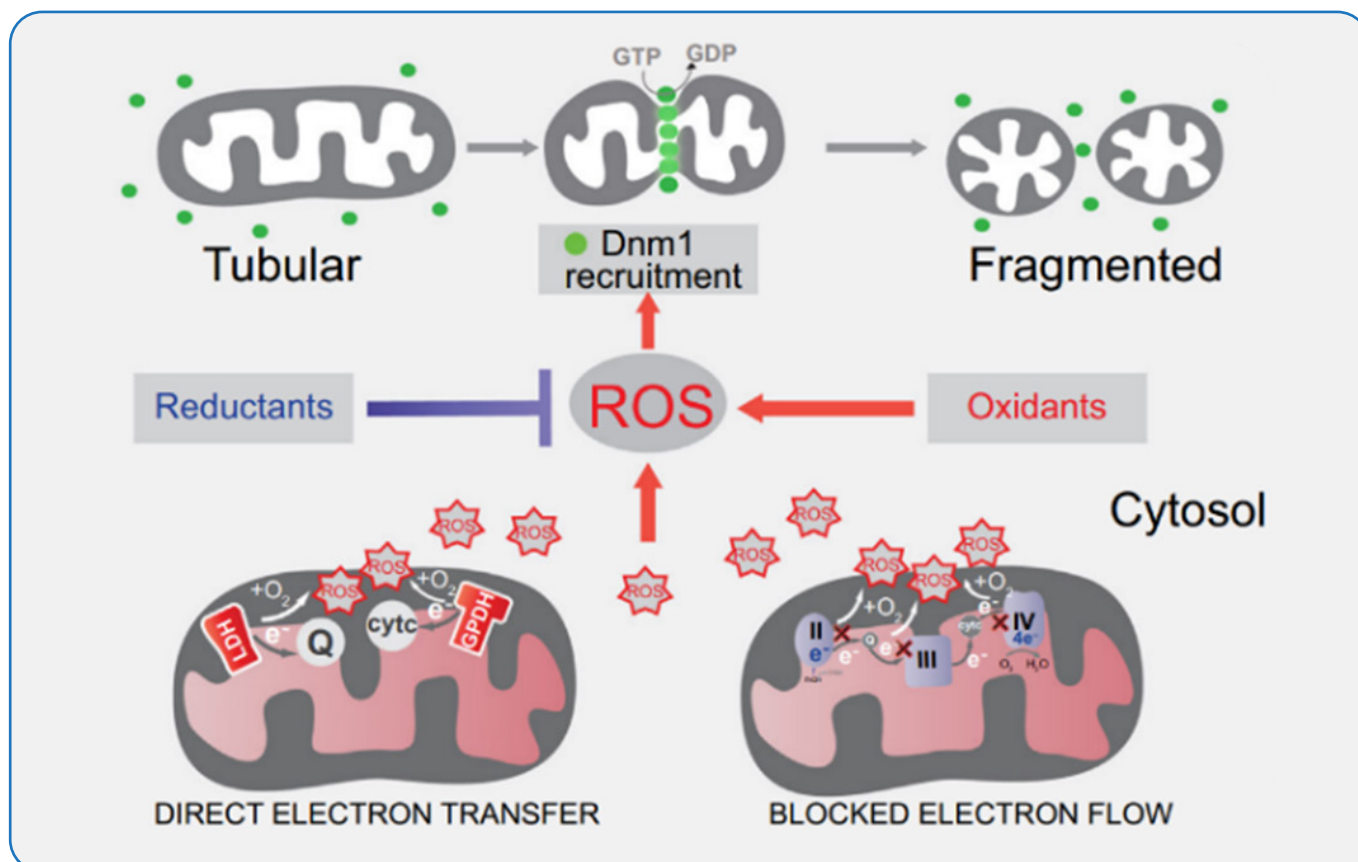 GTP GDP
Tubular
Dnm1
recruitment
Fragmented
Reductants
ROS
Oxidants
Cytosol
ROS
ROS
ROS
ROS
ROS
LDH
+O2
e-
Q
cytc
+O2
e-
GPDH
DIRECT ELECTRON TRANSFER
ROS
ROS
ROS
ROS
ROS
II
e-
+O2
e-
Q
e-
III
e-
cytc
+O2
e-
IV
4e-
O2
H2O
BLOCKED ELECTRON FLOW